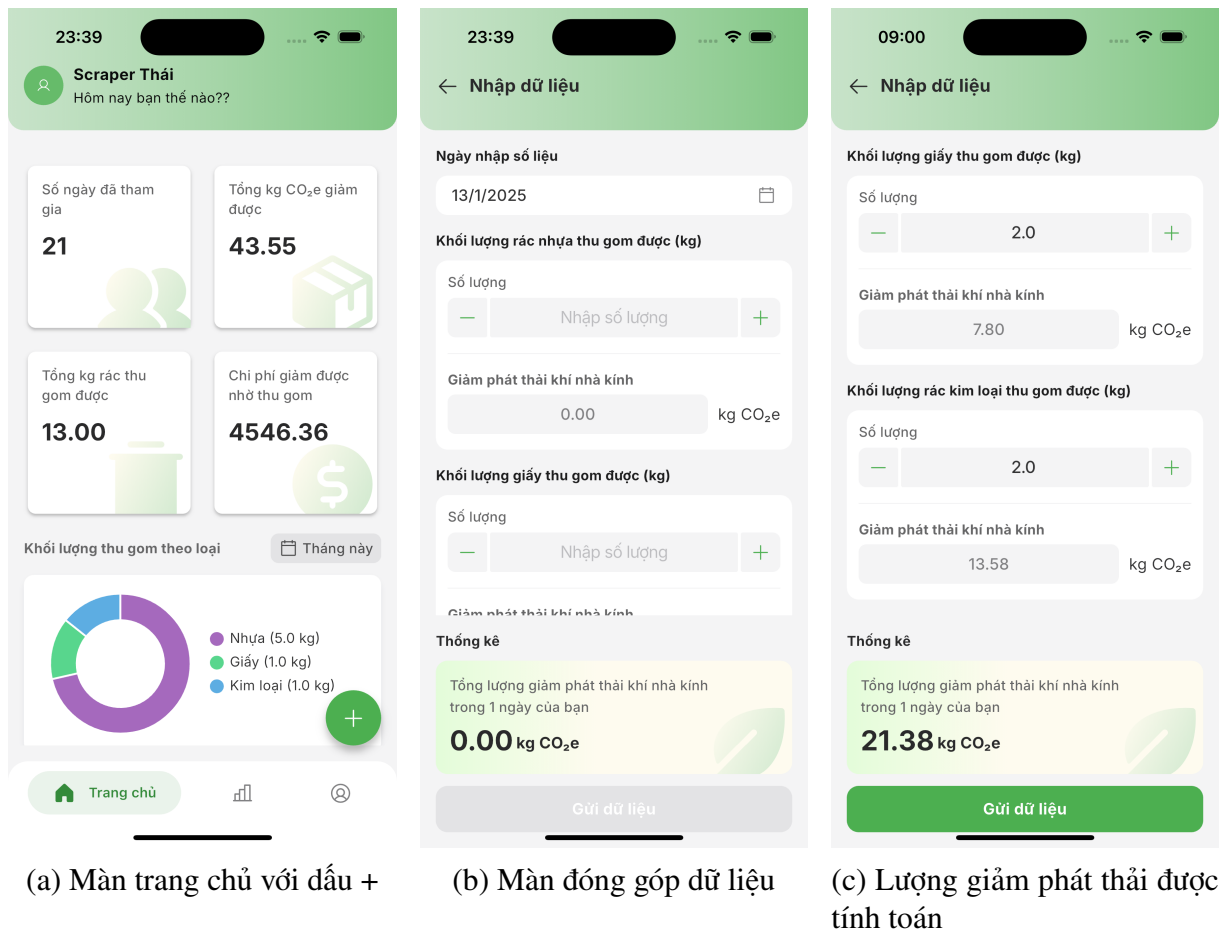 23:39
Scraper Thái
Hôm nay bạn thế nào??
Số ngày đã tham
gia
21
Tổng kg CO₂e giảm
được
43.55
Tổng kg rác thu
gom được
13.00
Chi phí giảm được
nhờ thu gom
4546.36
Khối lượng thu gom theo loại
Tháng này
Nhựa (5.0 kg)
Giấy (1.0 kg)
Kim loại (1.0 kg)
Trang chủ
(a) Màn trang chủ với dấu +
23:39
Nhập dữ liệu
Ngày nhập số liệu
13/1/2025
Khối lượng rác nhựa thu gom được (kg)
Số lượng
Nhập số lượng
Giảm phát thải khí nhà kính
0.00 kg CO₂e
Khối lượng giấy thu gom được (kg)
Số lượng
Nhập số lượng
Giảm phát thải khí nhà kính
Thống kê
Tổng lượng giảm phát thải khí nhà kính
trong 1 ngày của bạn
0.00 kg CO₂e
Gửi dữ liệu
(b) Màn đóng góp dữ liệu
09:00
Nhập dữ liệu
Khối lượng giấy thu gom được (kg)
Số lượng
2.0
Giảm phát thải khí nhà kính
7.80 kg CO₂e
Khối lượng rác kim loại thu gom được (kg)
Số lượng
2.0
Giảm phát thải khí nhà kính
13.58 kg CO₂e
Thống kê
Tổng lượng giảm phát thải khí nhà kính
trong 1 ngày của bạn
21.38 kg CO₂e
Gửi dữ liệu
(c) Lượng giảm phát thải được
tính toán